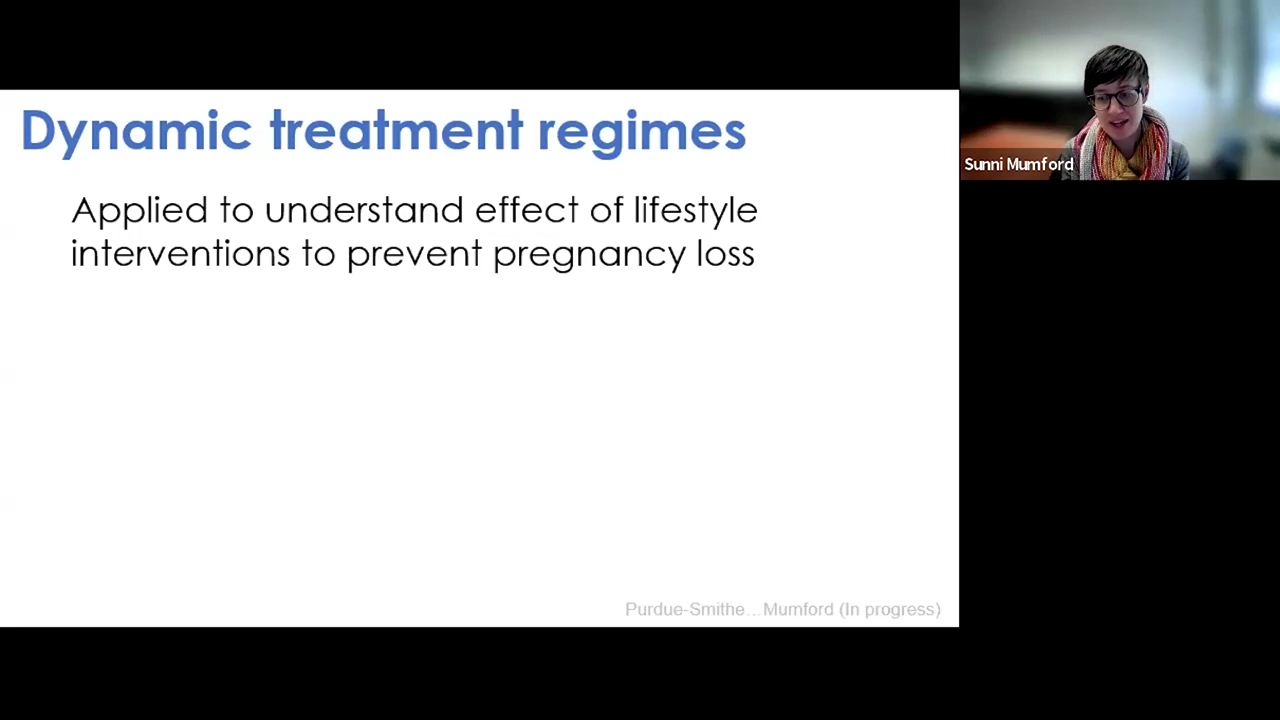 Dynamic treatment regimes
Applied to understand effect of lifestyle
interventions to prevent pregnancy loss
Purdue-Smithe…Mumford (In progress)
Sunni Mumford